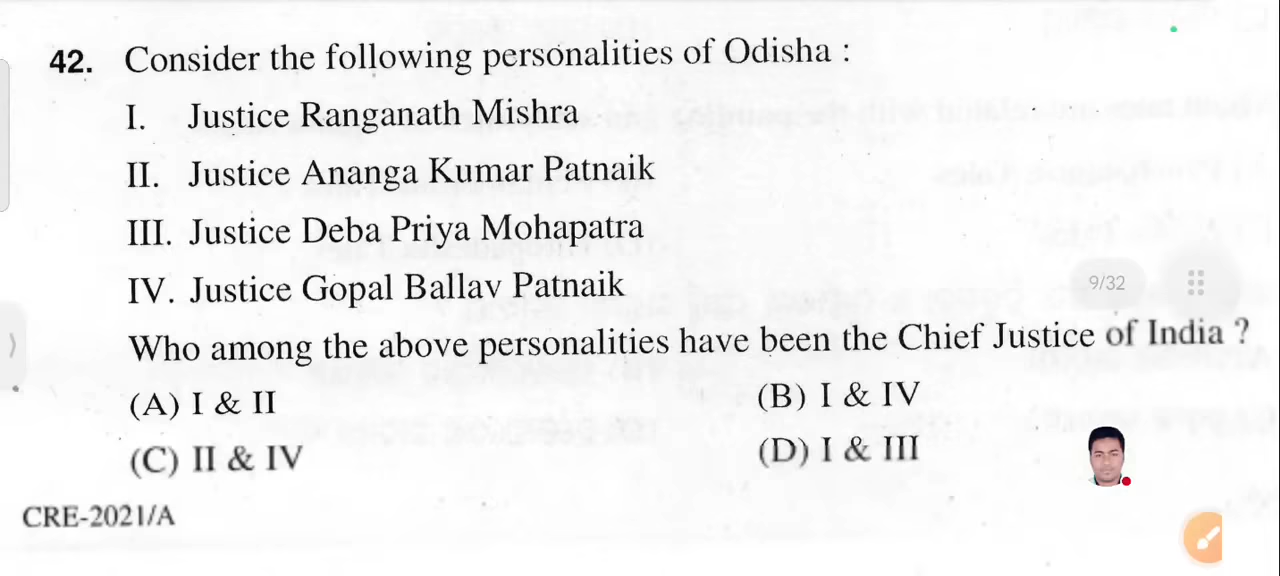 42. Consider the following personalities of Odisha :
I. Justice Ranganath Mishra
II. Justice Ananga Kumar Patnaik
III. Justice Deba Priya Mohapatra
IV. Justice Gopal Ballav Patnaik
9/32
Who among the above personalities have been the Chief Justice of India ?
(A) I & II (B) I & IV
(C) II & IV (D) I & III
CRE-2021/A